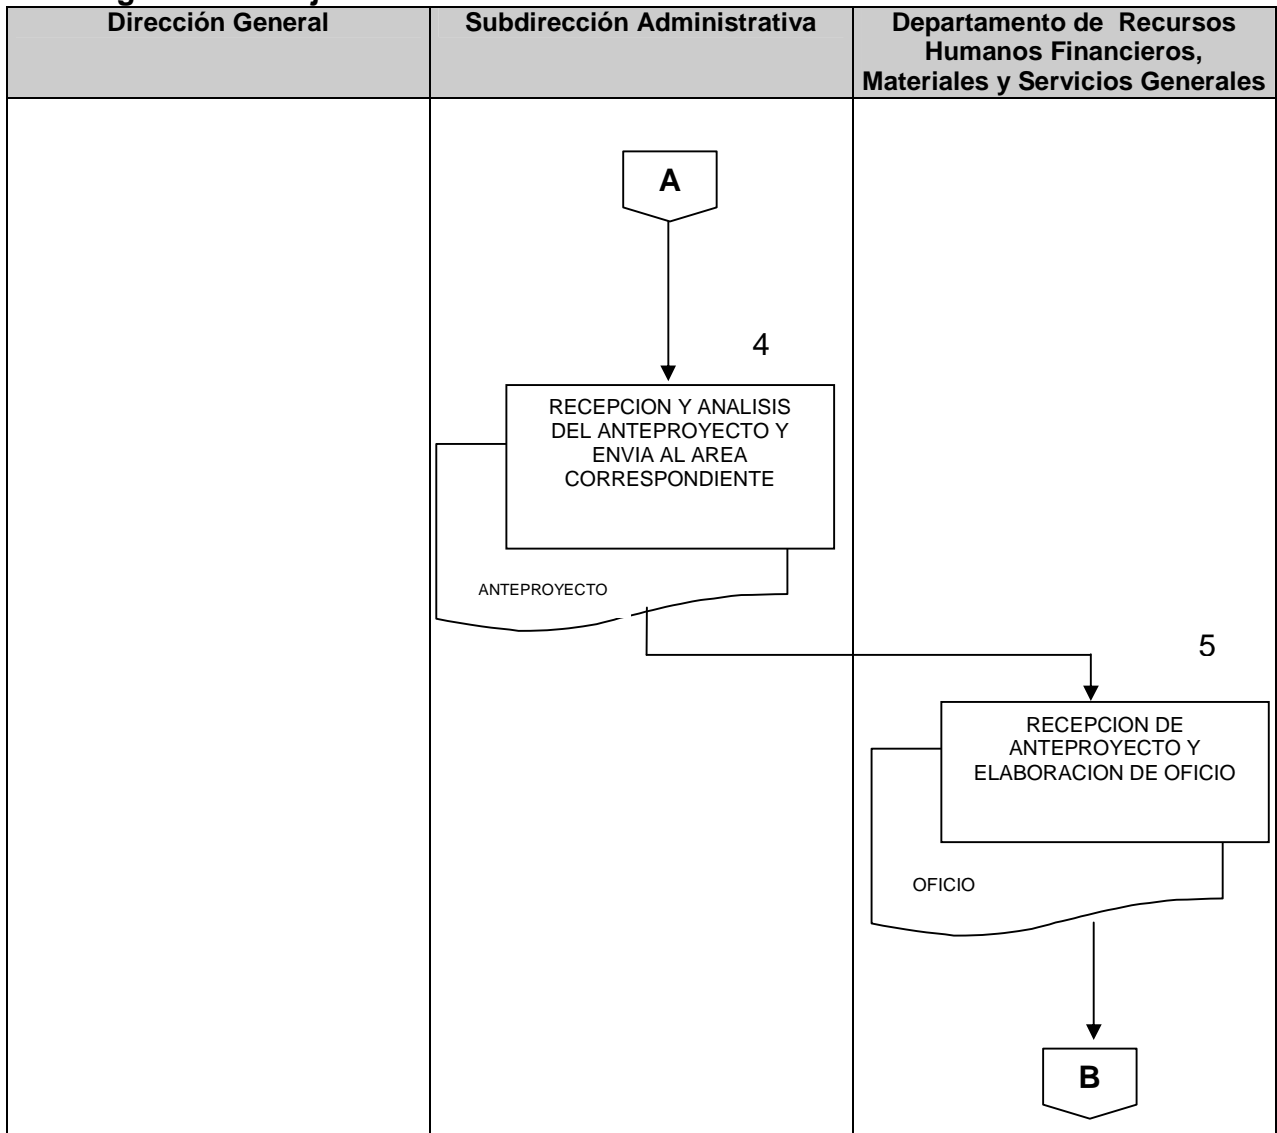 Dirección General
Subdirección Administrativa
Departamento de Recursos
Humanos Financieros,
Materiales y Servicios Generales
A
4
RECEPCION Y ANALISIS
DEL ANTEPROYECTO Y
ENVIA AL AREA
CORRESPONDIENTE
ANTEPROYECTO
5
RECEPCION DE
ANTEPROYECTO Y
ELABORACION DE OFICIO
OFICIO
B